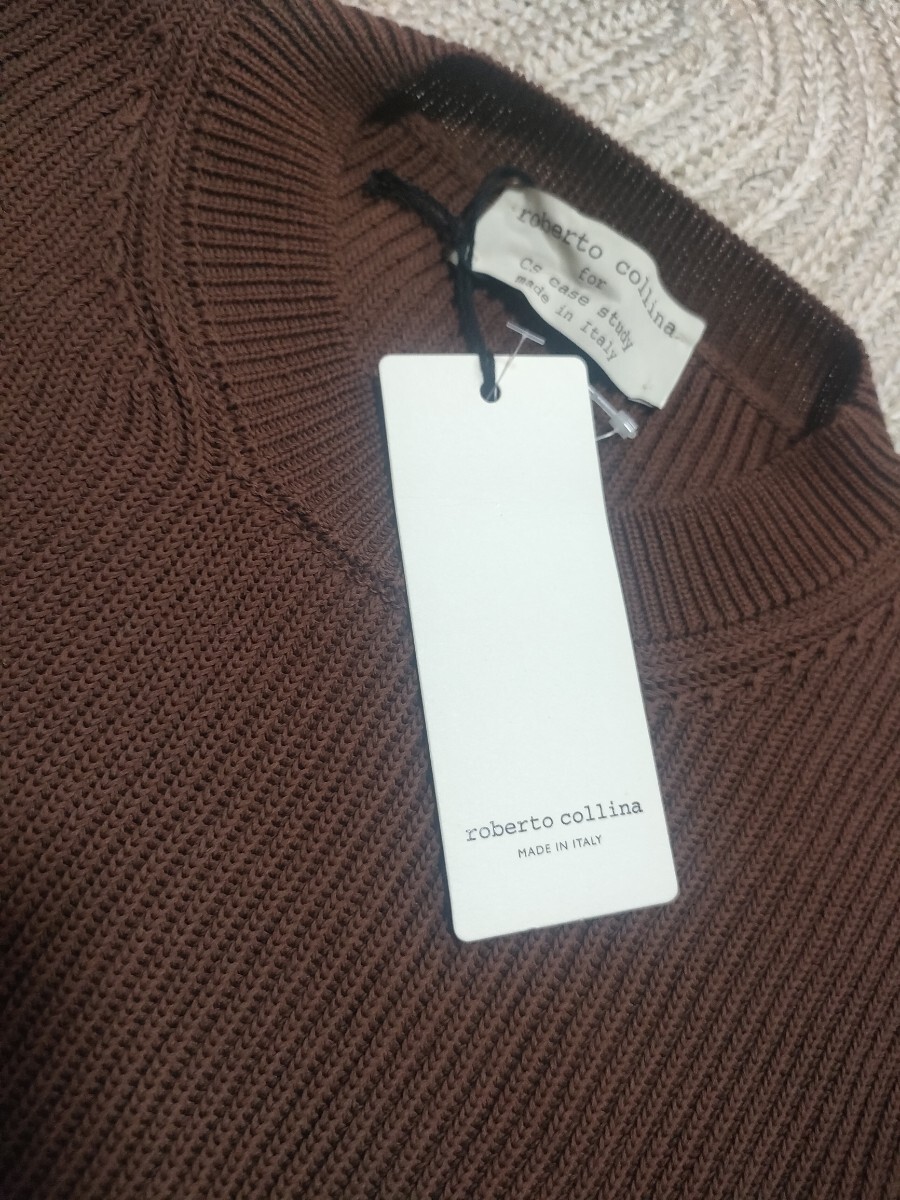 roberto collina
for
Cs case study
made in Italy
roberto collina
MADE IN ITALY